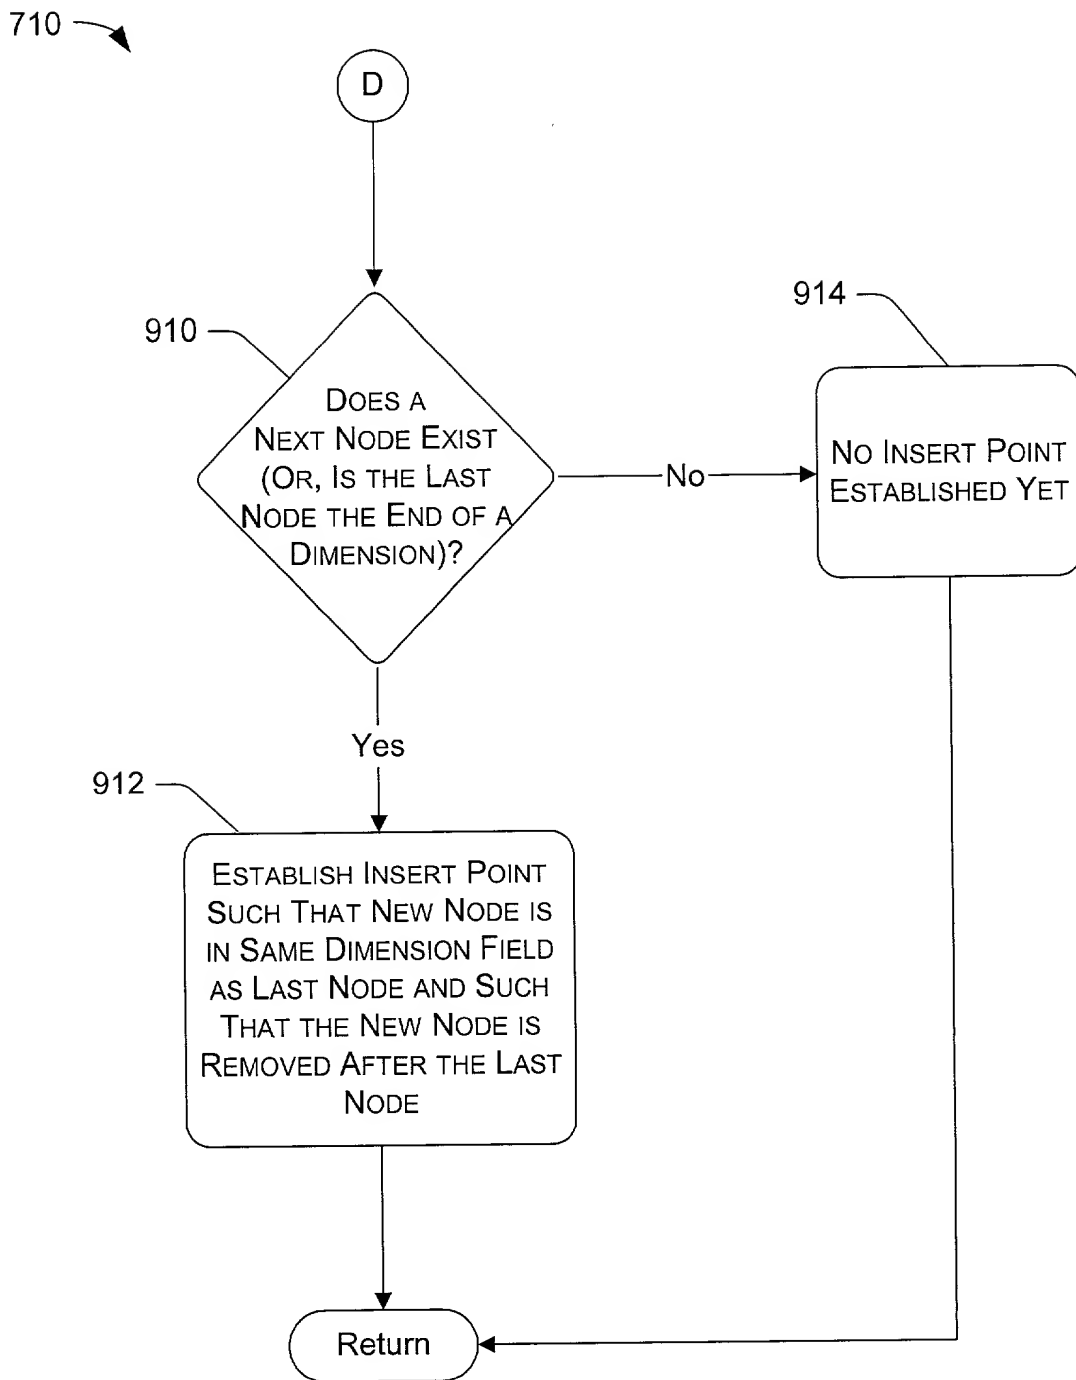 710
D
910
DOES A
NEXT NODE EXIST
(OR, IS THE LAST
NODE THE END OF A
DIMENSION)?
No
914
NO INSERT POINT
ESTABLISHED YET
Yes
912
ESTABLISH INSERT POINT
SUCH THAT NEW NODE IS
IN SAME DIMENSION FIELD
AS LAST NODE AND SUCH
THAT THE NEW NODE IS
REMOVED AFTER THE LAST
NODE
Return